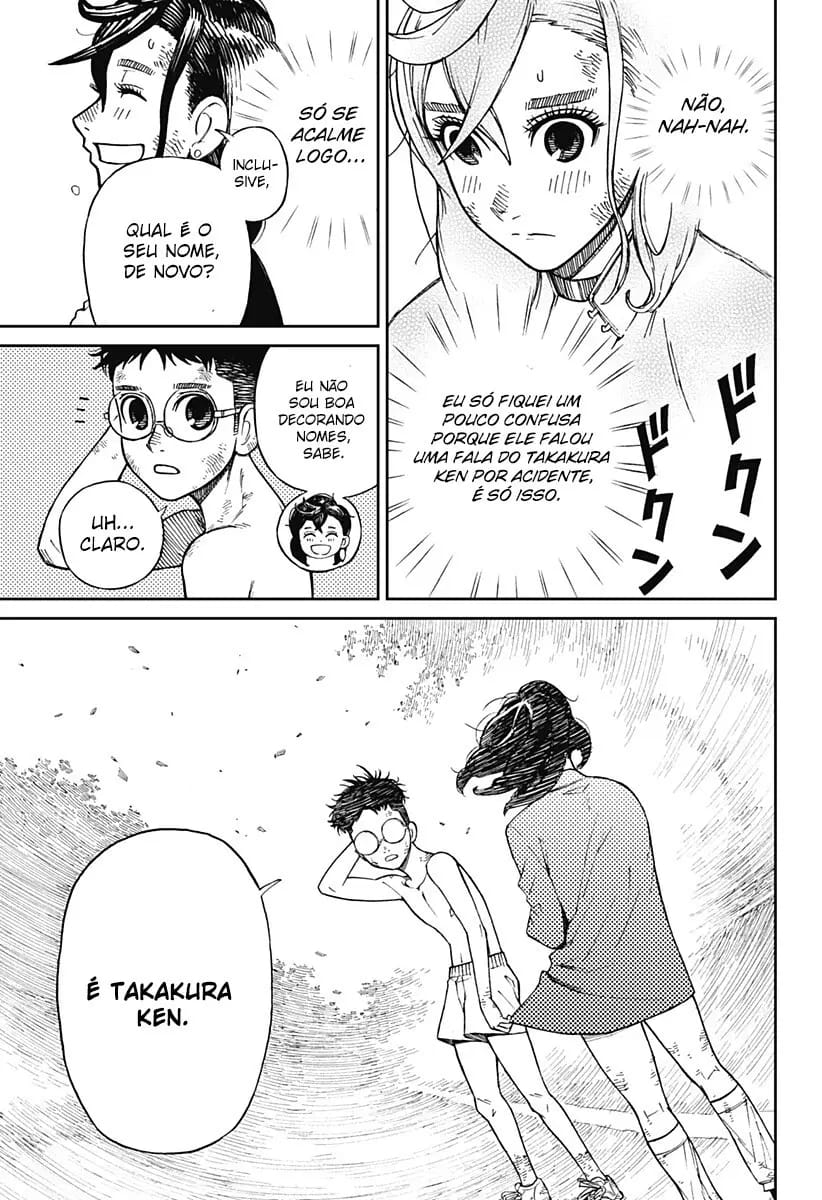 NÃO,
NAH-NAH.
EU SÓ FIQUEI UM
POUCO CONFUSA
PORQUE ELE FALOU
UMA FALA DO TAKAKURA
KEN POR ACIDENTE,
É SÓ ISSO.
ドクン
ドクン
SÓ SE
ACALME
LOGO...
INCLU-
SIVE,
QUAL É O
SEU NOME,
DE NOVO?
EU NÃO
SOU BOA
DECORANDO
NOMES,
SABE.
UH...
CLARO.
É TAKAKURA
KEN.